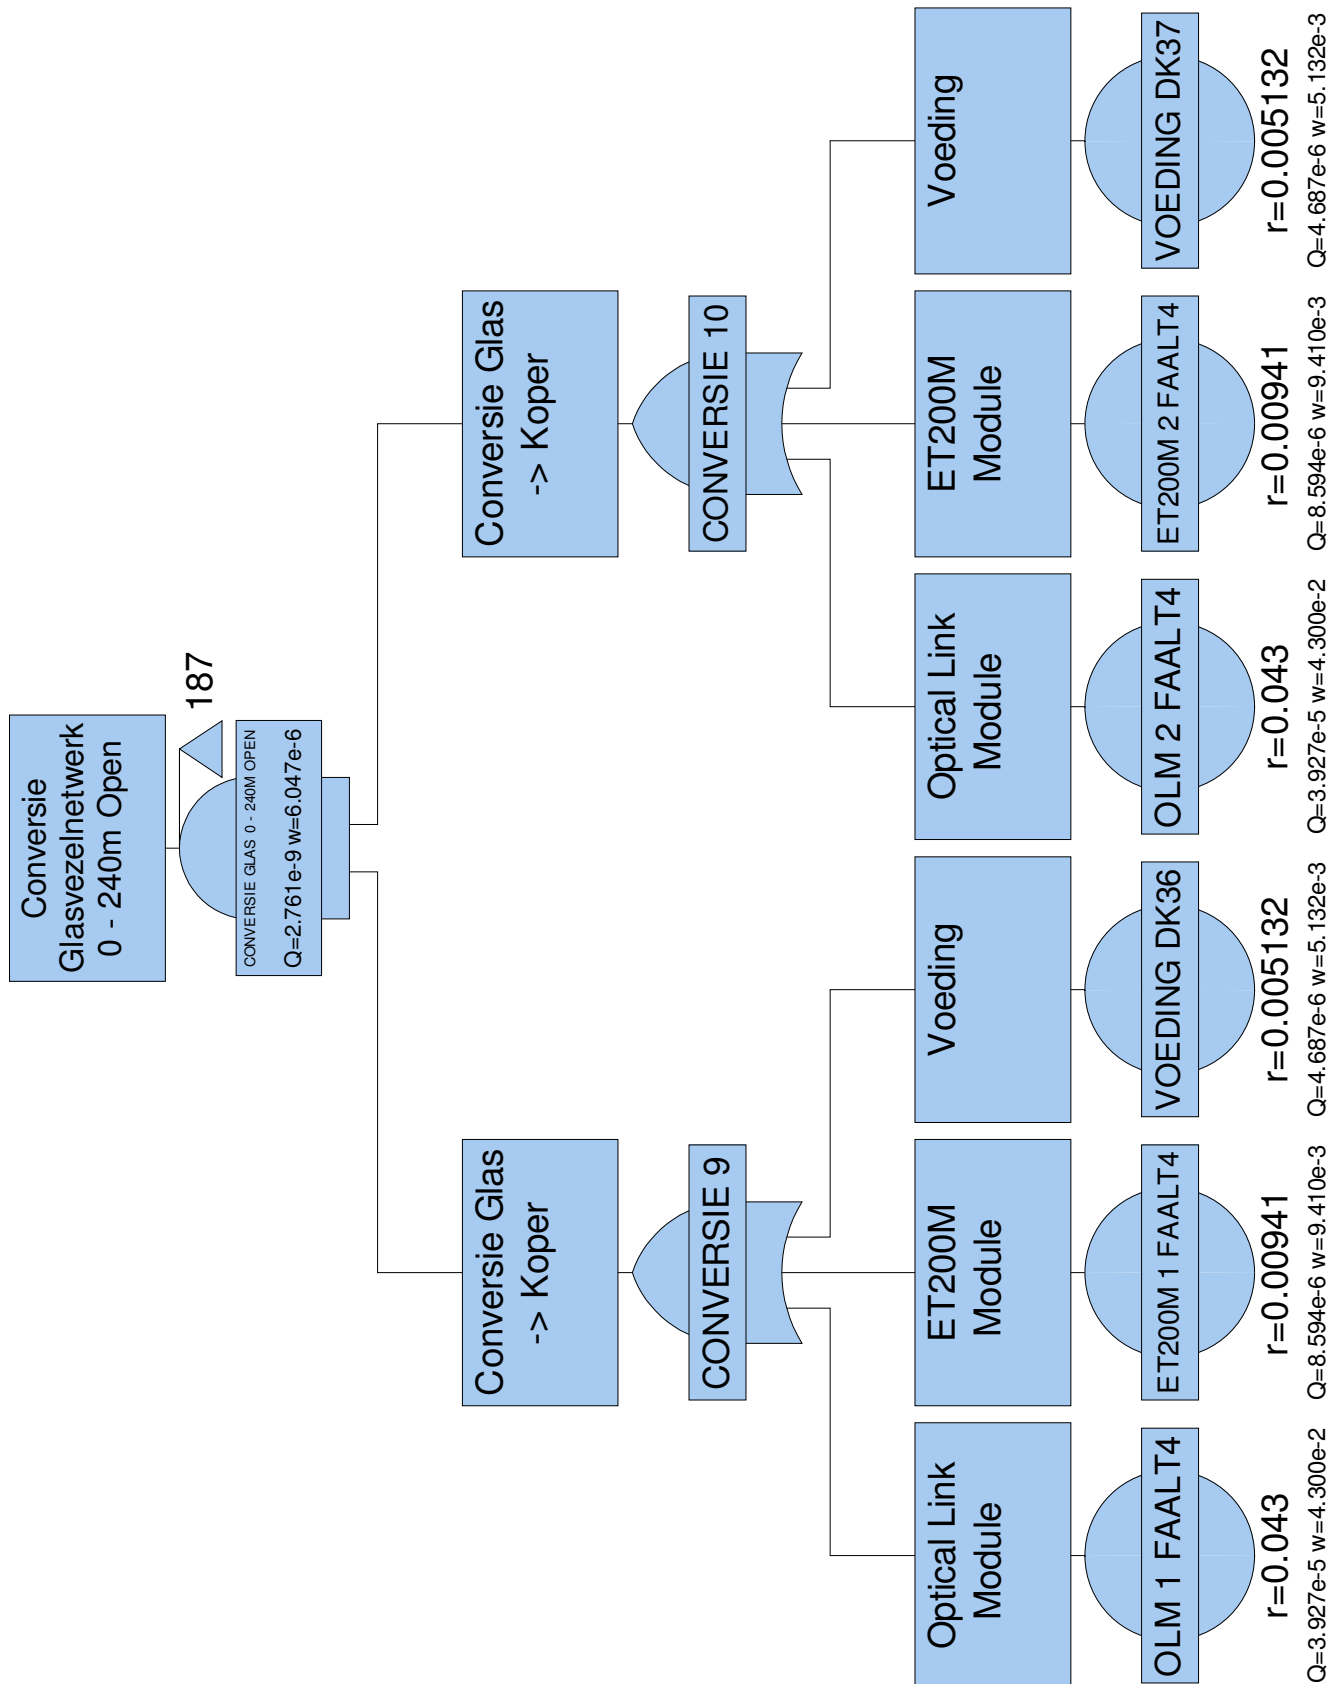 Conversie
Glasvezelnetwerk
0 - 240m Open
187
CONVERSIE GLAS 0 - 240M OPEN
Q=2.761e-9 w=6.047e-6
Conversie Glas
-> Koper
CONVERSIE 9
Conversie Glas
-> Koper
CONVERSIE 10
Optical Link
Module
OLM 1 FAALT4
r=0.043
Q=3.927e-5 w=4.300e-2
ET200M
Module
ET200M 1 FAALT4
r=0.00941
Q=8.594e-6 w=9.410e-3
Voeding
VOEDING DK36
r=0.005132
Q=4.687e-6 w=5.132e-3
Optical Link
Module
OLM 2 FAALT4
r=0.043
Q=3.927e-5 w=4.300e-2
ET200M
Module
ET200M 2 FAALT4
r=0.00941
Q=8.594e-6 w=9.410e-3
Voeding
VOEDING DK37
r=0.005132
Q=4.687e-6 w=5.132e-3